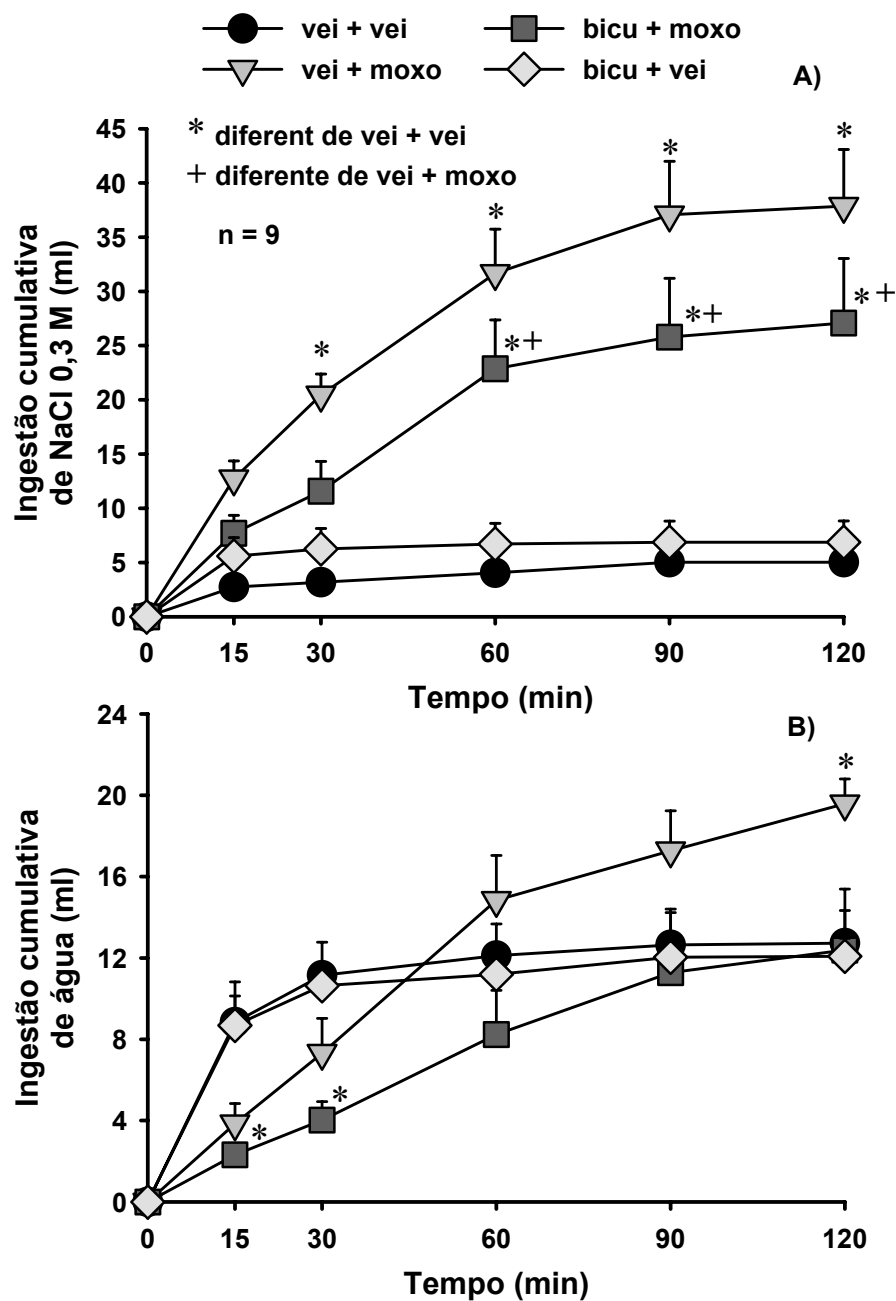 vei + vei bicu + moxo
vei + moxo bicu + vei
A)
* diferent de vei + vei
+ diferente de vei + moxo
n = 9
Ingestão cumulativa
de NaCl 0,3 M (ml)
45
40
35
30
25
20
15
10
5
0
*
*
*
*
*+
*+
*+
0 15 30 60 90 120
Tempo (min)
B)
Ingestão cumulativa
de água (ml)
24
20
16
12
8
4
0
*
*
*
0 15 30 60 90 120
Tempo (min)